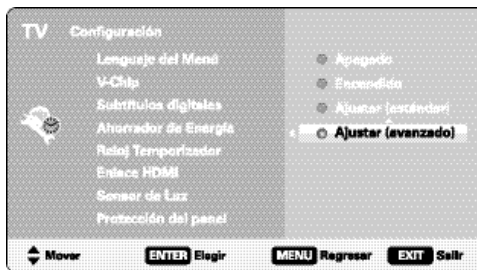 TV Configuración
Lenguaje del Menú
V-Chip
Subtítulos digitales
Ahorrador de Energía
Reloj Temporizador
Enlace HDMI
Sensor de Luz
Protección del panel
Apagado
Encendido
Ajustar (estándar)
Ajustar (avanzado)
Mover ENTER Elegir MENU Regresar EXIT Salir